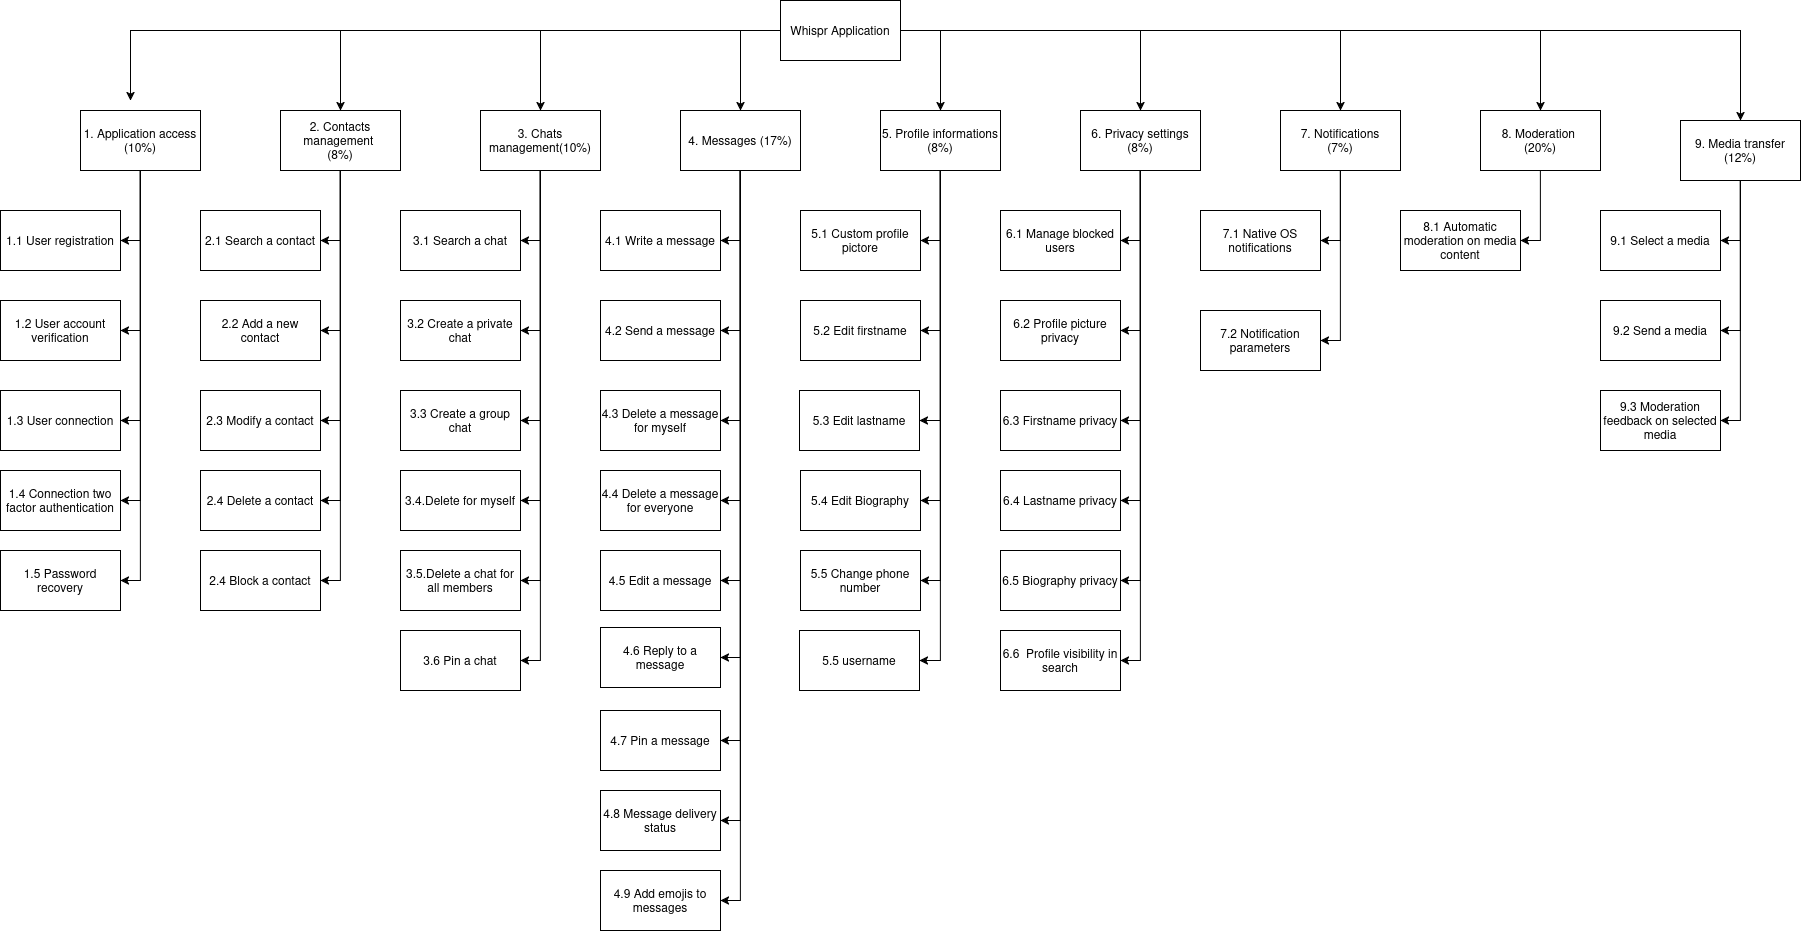 Whispr Application
1. Application access
(10%)
2. Contacts
management
(8%)
3. Chats
management(10%)
4. Messages (17%)
5. Profile informations
(8%)
6. Privacy settings
(8%)
7. Notifications
(7%)
8. Moderation
(20%)
9. Media transfer
(12%)
1.1 User registration
1.2 User account
verification
1.3 User connection
1.4 Connection two
factor authentication
1.5 Password
recovery
2.1 Search a contact
2.2 Add a new
contact
2.3 Modify a contact
2.4 Delete a contact
2.4 Block a contact
3.1 Search a chat
3.2 Create a private
chat
3.3 Create a group
chat
3.4.Delete for myself
3.5.Delete a chat for
all members
3.6 Pin a chat
4.1 Write a message
4.2 Send a message
4.3 Delete a message
for myself
4.4 Delete a message
for everyone
4.5 Edit a message
4.6 Reply to a
message
4.7 Pin a message
4.8 Message delivery
status
4.9 Add emojis to
messages
5.1 Custom profile
pictore
5.2 Edit firstname
5.3 Edit lastname
5.4 Edit Biography
5.5 Change phone
number
5.5 username
6.1 Manage blocked
users
6.2 Profile picture
privacy
6.3 Firstname privacy
6.4 Lastname privacy
6.5 Biography privacy
6.6  Profile visibility in
search
7.1 Native OS
notifications
7.2 Notification
parameters
8.1 Automatic
moderation on media
content
9.1 Select a media
9.2 Send a media
9.3 Moderation
feedback on selected
media